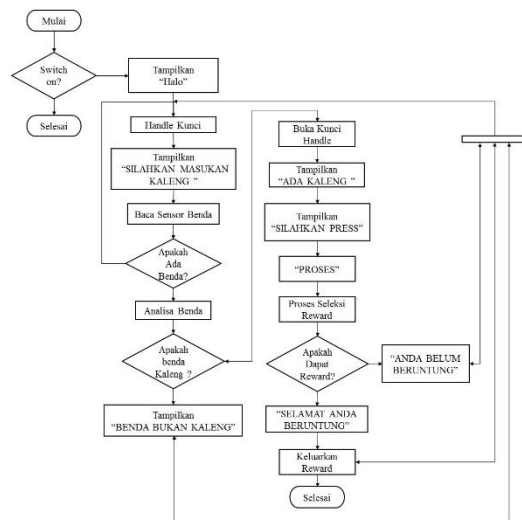 Mulai
Switch
on?
Selesai
Tampilkan
“Halo”
Handle Kunci
Tampilkan
“SILAHKAN MASUKAN
KALENG ”
Baca Sensor Benda
Apakah
Ada
Benda?
Analisa Benda
Apakah
benda
Kaleng ?
Tampilkan
“BENDA BUKAN KALENG”
Buka Kunci
Handle
Tampilkan
“ADA KALENG ”
Tampilkan
“SILAHKAN PRESS”
“PROSES”
Proses Seleksi
Reward
Apakah
Dapat
Reward?
“ANDA BELUM
BERUNTUNG”
“SELAMAT ANDA
BERUNTUNG”
Keluarkan
Reward
Selesai